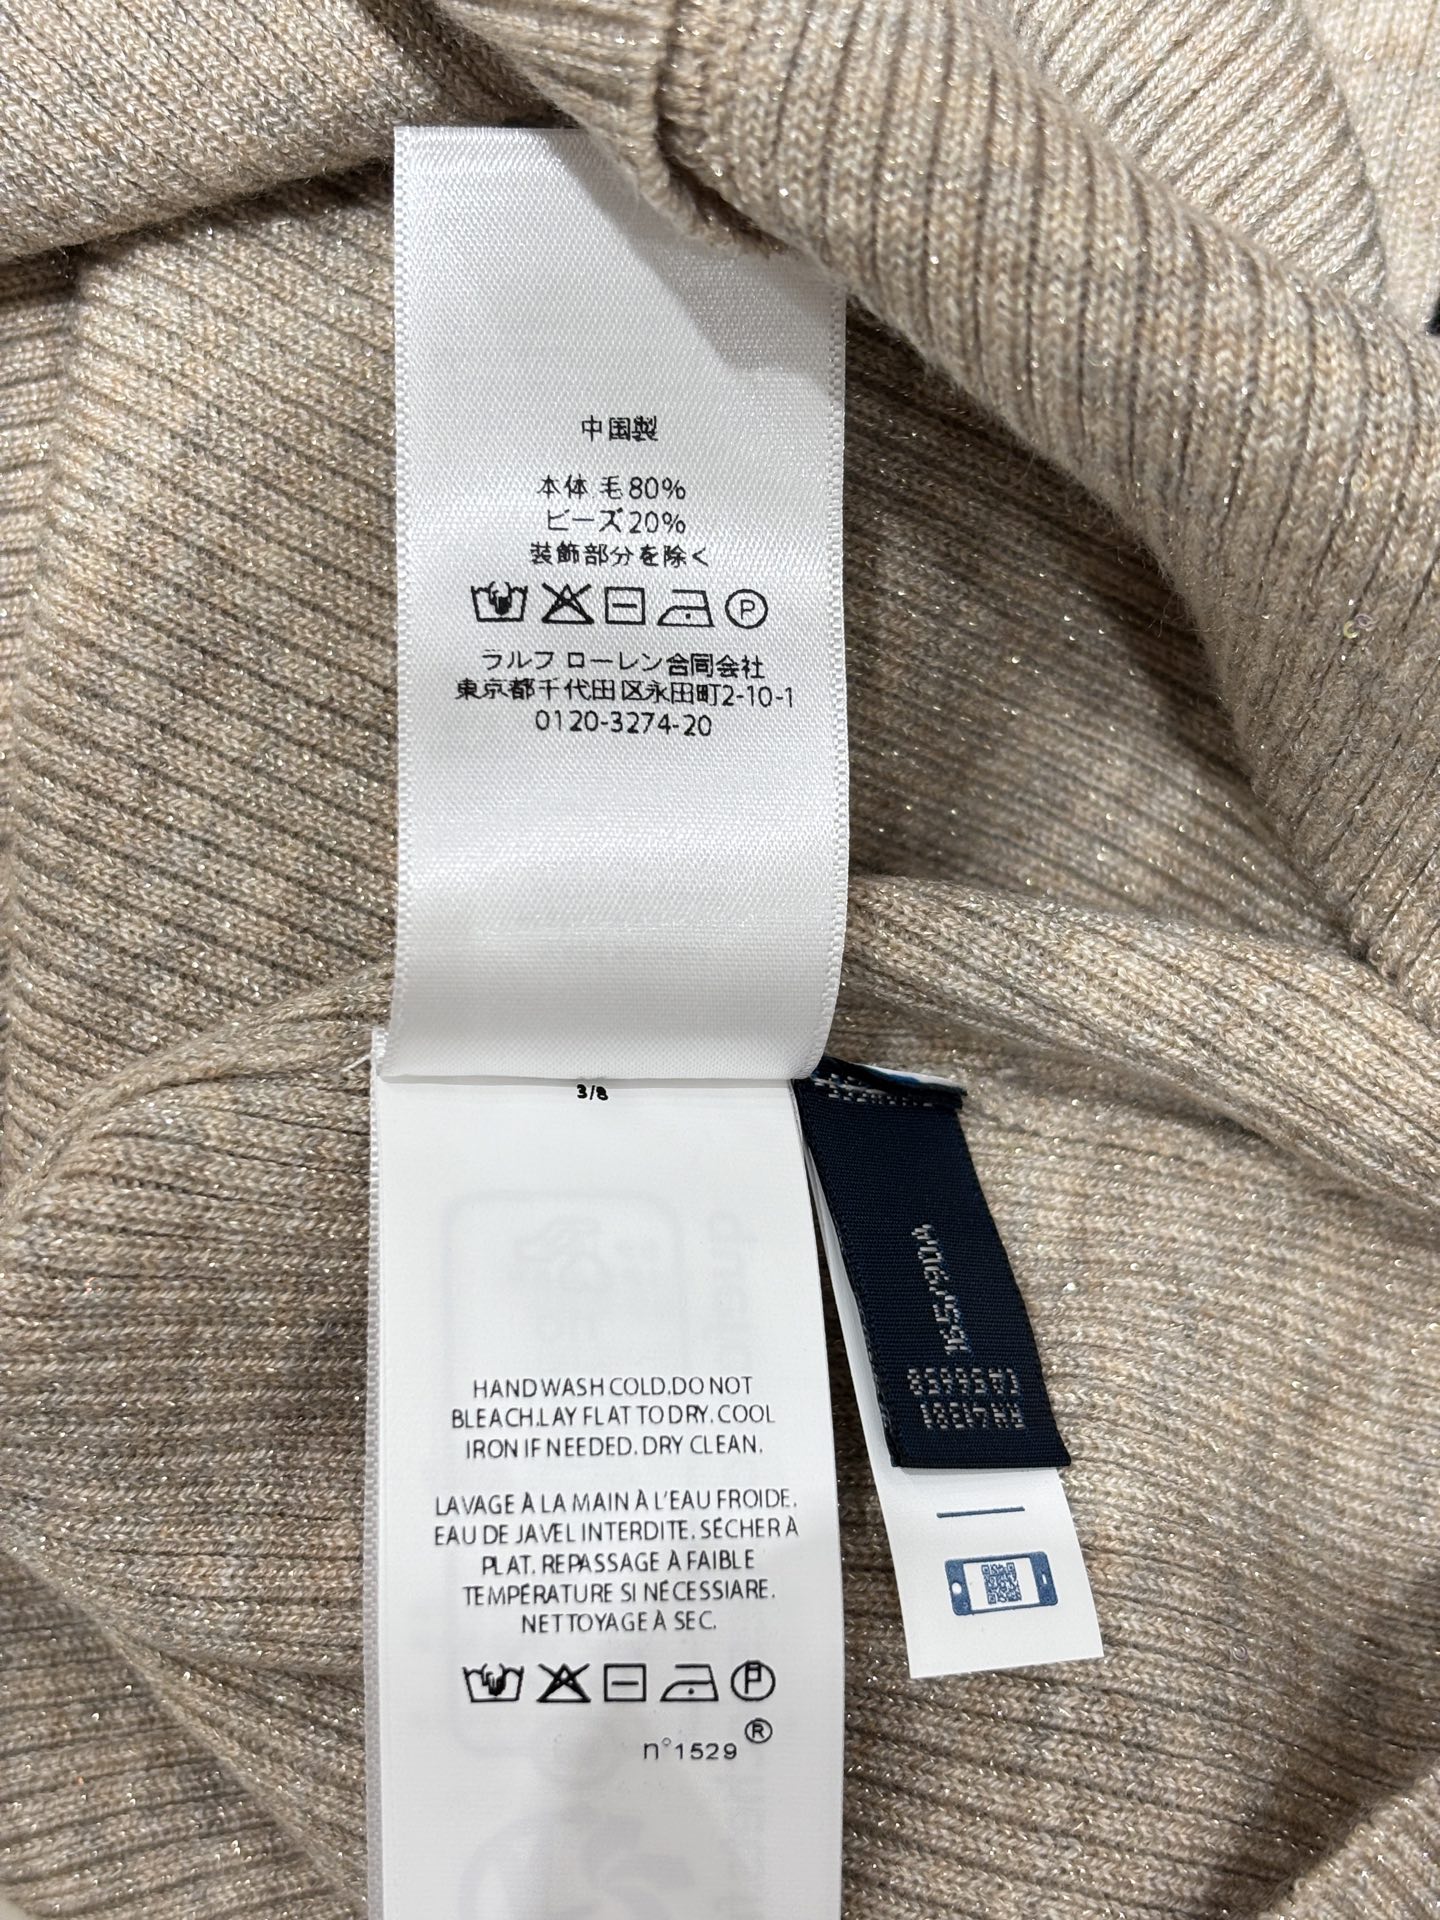 中国製
本体 毛80%
ビーズ20%
装飾部分を除く
P
ラルフ ローレン合同会社
東京都千代田区永田町2-10-1
0120-3274-20
3/8
HAND WASH COLD.DO NOT
BLEACH.LAY FLAT TO DRY. COOL
IRON IF NEEDED. DRY CLEAN.
LAVAGE À LA MAIN À L'EAU FROIDE.
EAU DE JAVEL INTERDITE. SÉCHER À
PLAT. REPASSAGE À FAIBLE
TEMPÉRATURE SI NÉCESSIARE.
NETTOYAGE À SEC.
P
n°1529 ®